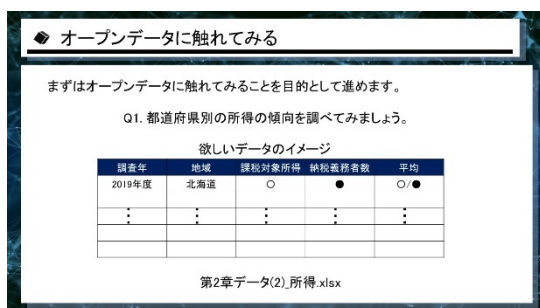 オープンデータに触れてみる
まずはオープンデータに触れてみることを目的として進めます。
Q1. 都道府県別の所得の傾向を調べてみましょう。
欲しいデータのイメージ
調査年 地域 課税対象所得 納税義務者数 平均
2019年度 北海道 ○ ● ○/●
⋮ ⋮ ⋮ ⋮ ⋮
第2章データ(2)_所得.xlsx